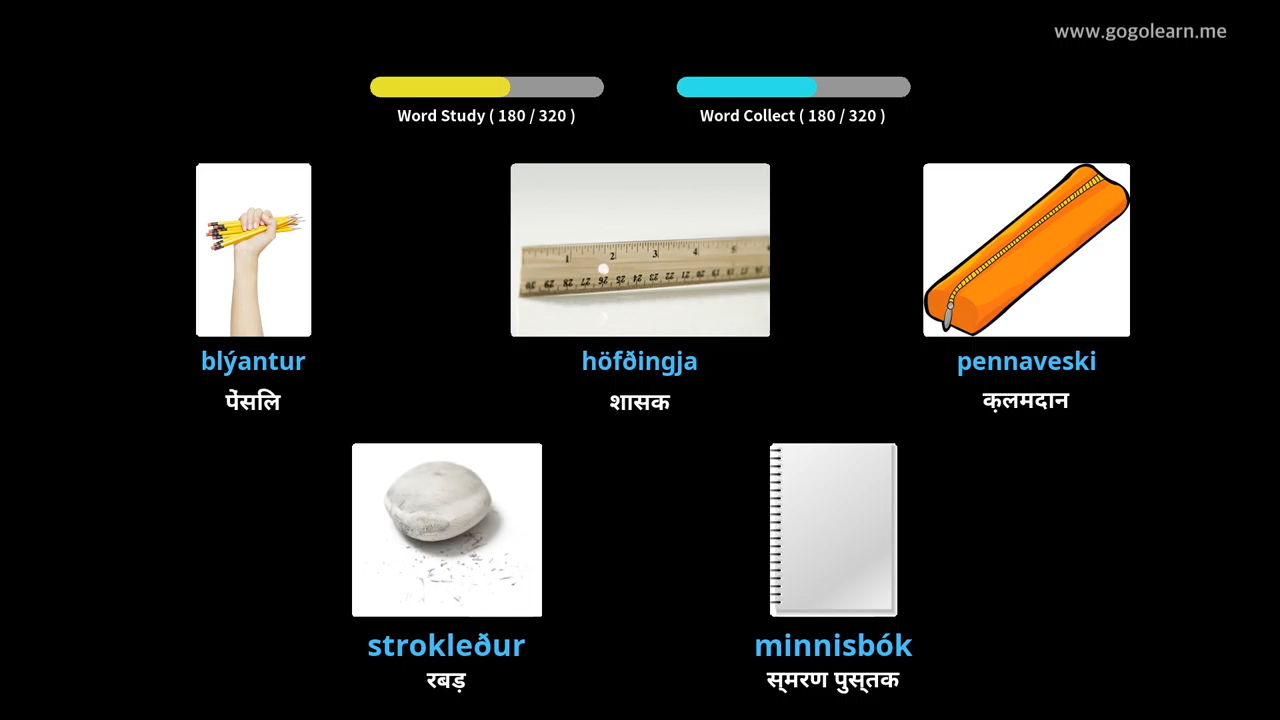 www.gogolearn.me
Word Study ( 180 / 320 )
Word Collect ( 180 / 320 )
blýantur
पेंसलि
höfðingja
शासक
pennaveski
क़लमदान
strokleður
रबड़
minnisbók
स्मरण पुस्तक